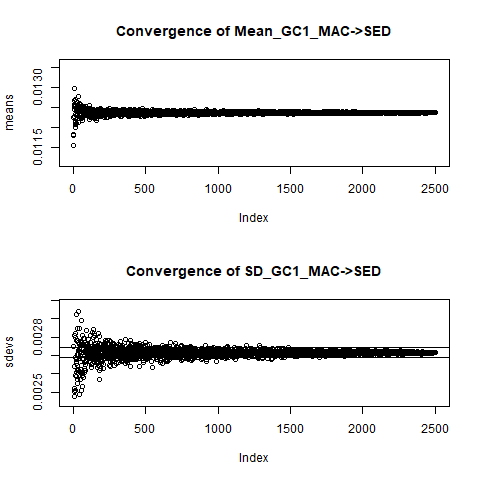 Convergence of Mean_GC1_MAC->SED
means
0.0130
0.0115
0 500 1000 1500 2000 2500
Index
Convergence of SD_GC1_MAC->SED
sdevs
0.0028
0.0025
0 500 1000 1500 2000 2500
Index